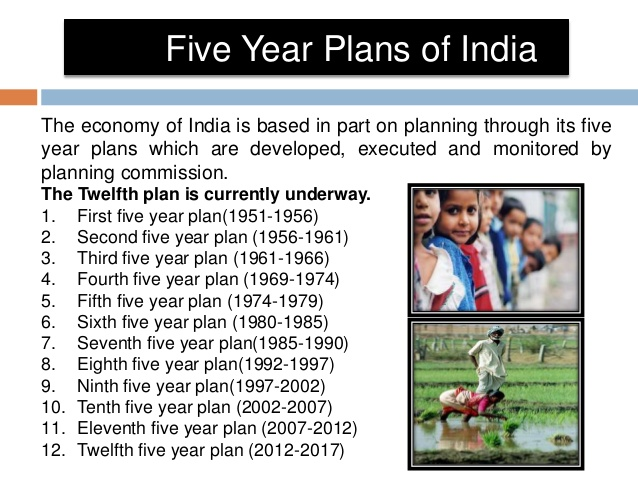 Five Year Plans of India
The economy of India is based in part on planning through its five
year plans which are developed, executed and monitored by
planning commission.
The Twelfth plan is currently underway.
1. First five year plan(1951-1956)
2. Second five year plan (1956-1961)
3. Third five year plan (1961-1966)
4. Fourth five year plan (1969-1974)
5. Fifth five year plan (1974-1979)
6. Sixth five year plan (1980-1985)
7. Seventh five year plan(1985-1990)
8. Eighth five year plan(1992-1997)
9. Ninth five year plan(1997-2002)
10. Tenth five year plan (2002-2007)
11. Eleventh five year plan (2007-2012)
12. Twelfth five year plan (2012-2017)